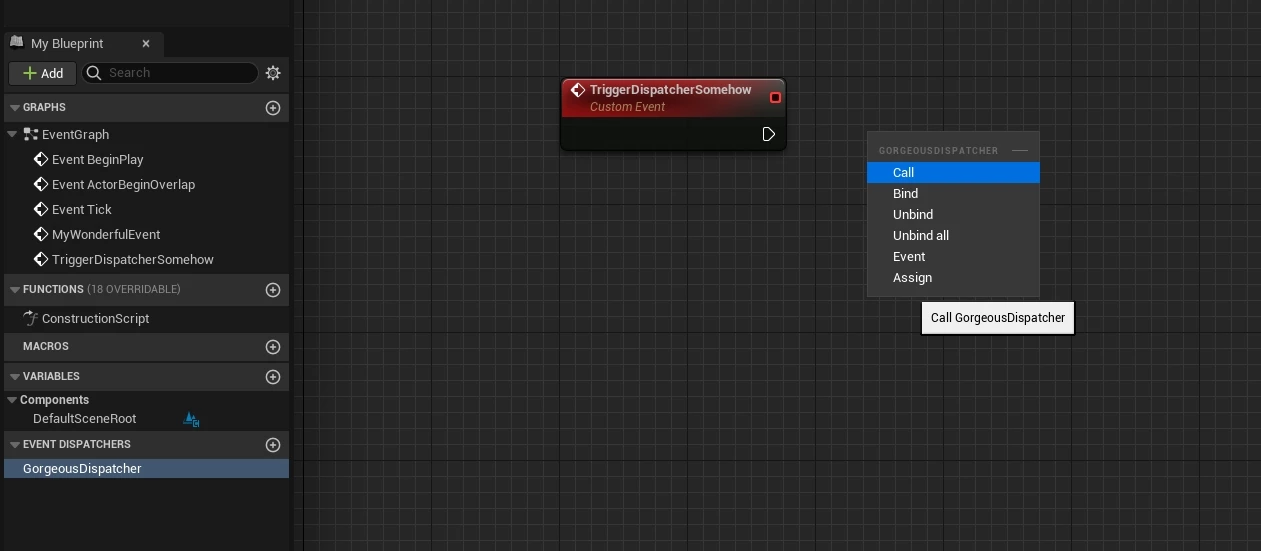 My Blueprint
Add
Search
GRAPHS
EventGraph
Event BeginPlay
Event ActorBeginOverlap
Event Tick
MyWonderfulEvent
TriggerDispatcherSomehow
FUNCTIONS (18 OVERRIDABLE)
ConstructionScript
MACROS
VARIABLES
Components
DefaultSceneRoot
EVENT DISPATCHERS
GorgeousDispatcher
TriggerDispatcherSomehow
Custom Event
GORGEOUSDISPATCHER
Call
Bind
Unbind
Unbind all
Event
Assign
Call GorgeousDispatcher